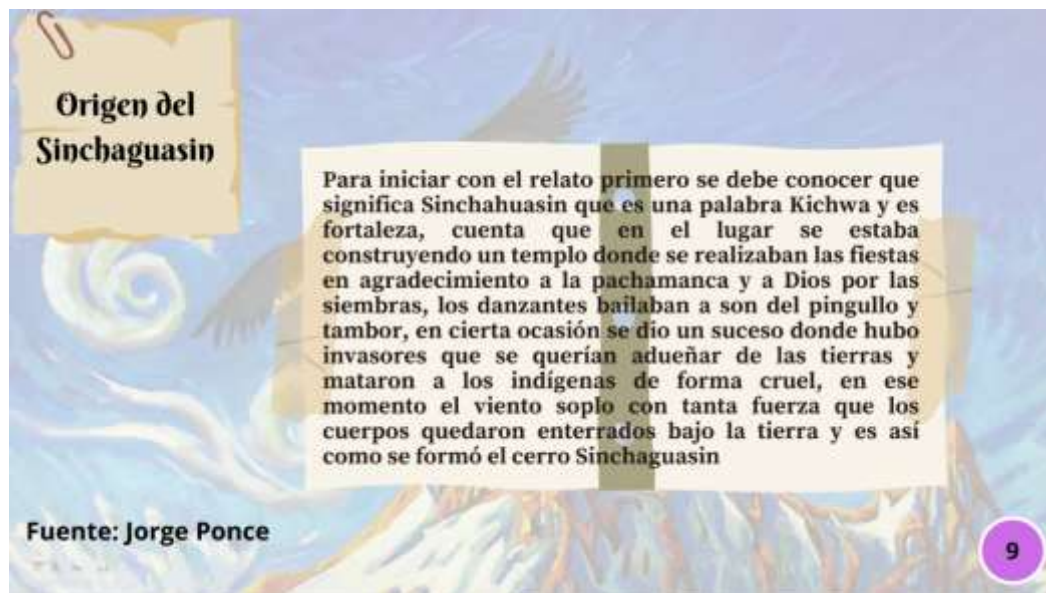 Origen del
Sinchaguasin
Para iniciar con el relato primero se debe conocer que
significa Sinchahuasin que es una palabra Kichwa y es
fortaleza, cuenta que en el lugar se estaba
construyendo un templo donde se realizaban las fiestas
en agradecimiento a la pachamanca y a Dios por las
siembras, los danzantes bailaban a son del pingullo y
tambor, en cierta ocasión se dio un suceso donde hubo
invasores que se querían adueñar de las tierras y
mataron a los indígenas de forma cruel, en ese
momento el viento soplo con tanta fuerza que los
cuerpos quedaron enterrados bajo la tierra y es así
como se formó el cerro Sinchaguasin
Fuente: Jorge Ponce
9